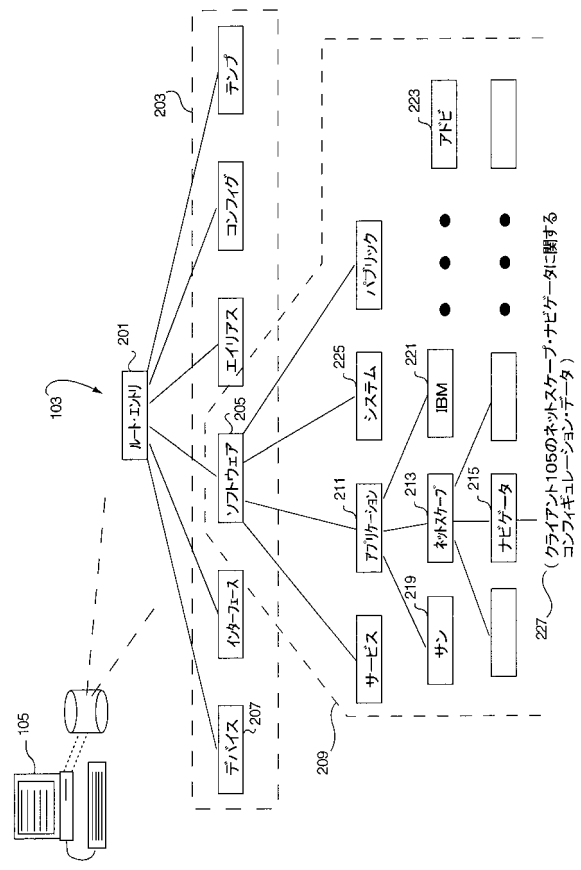 105
103
201
ルート・エントリ
203
デバイス
207
インターフェース
ソフトウェア
205
エイリアス
コンフィグ
テンプ
209
サービス
アプリケーション
211
システム
225
パブリック
サン
219
ネットスケープ
213
IBM
221
アドビ
223
ナビゲータ
215
227
(クライアント105のネットスケープ・ナビゲータに関する
コンフィギュレーション・データ)